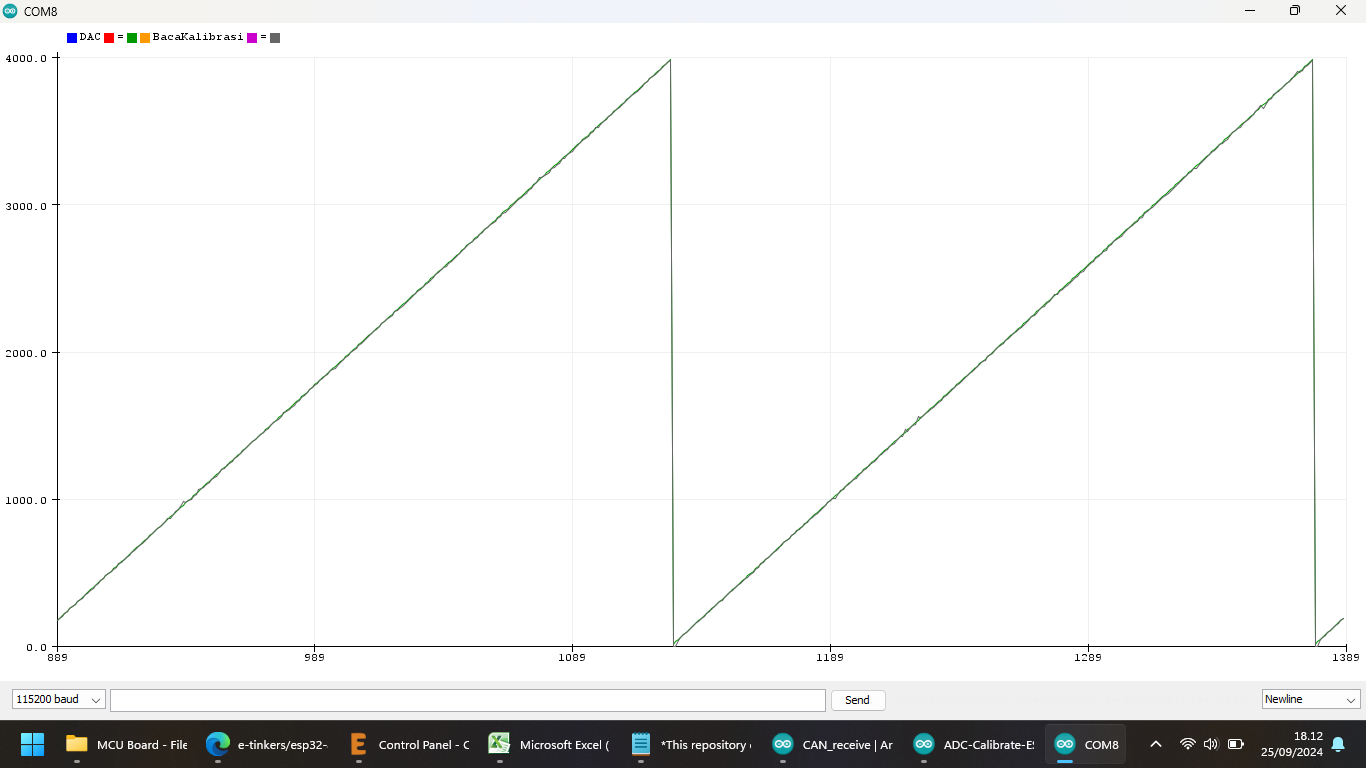 COM8
DAC = BacaKalibrasi =
4000.0
3000.0
2000.0
1000.0
0.0
889 989 1089 1189 1289 1389
115200 baud Send Newline
MCU Board - File e-tinkers/esp32- Control Panel - C Microsoft Excel ( *This repository CAN_receive | Ar ADC-Calibrate-ES COM8 18.12
25/09/2024